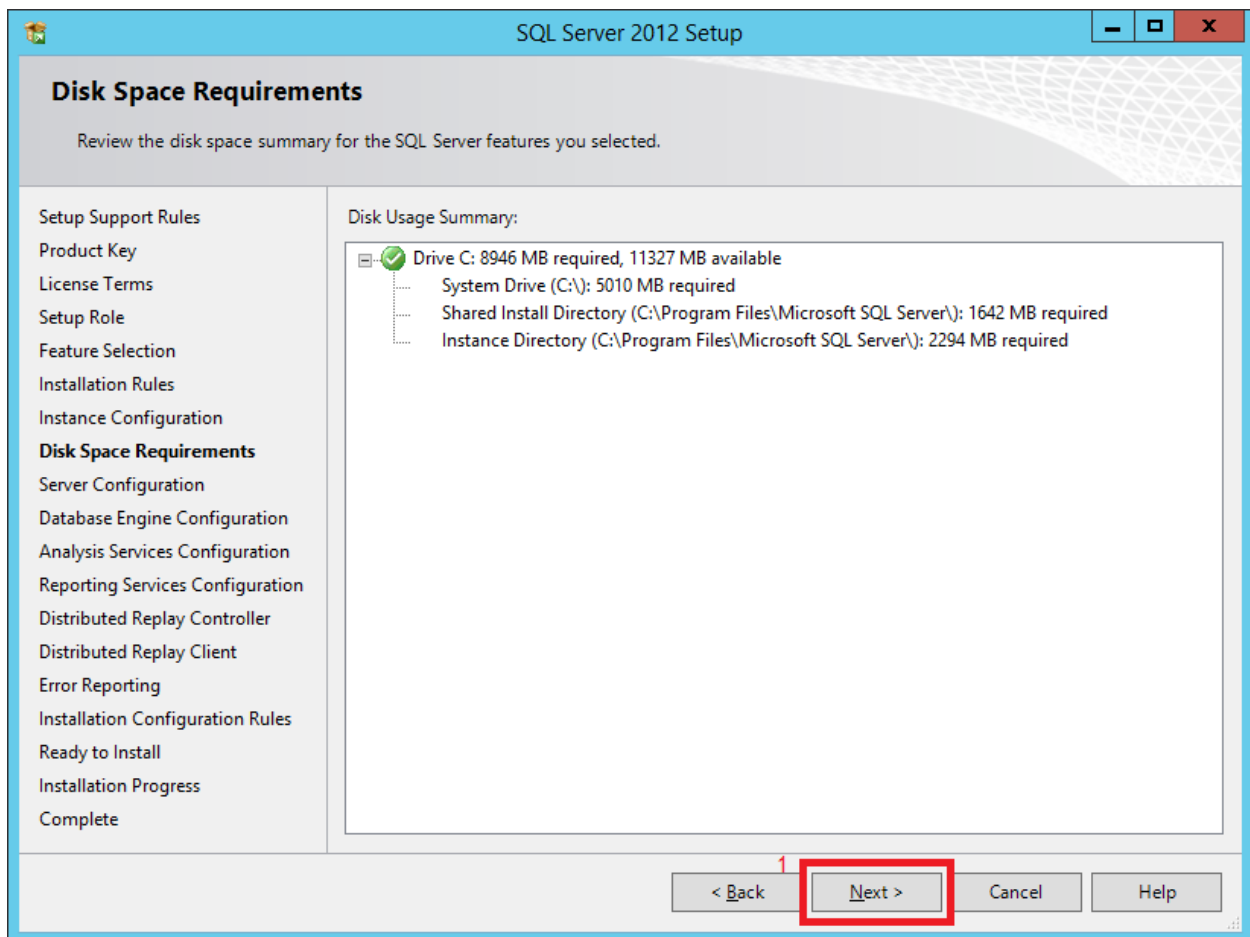 SQL Server 2012 Setup
Disk Space Requirements
Review the disk space summary for the SQL Server features you selected.
Setup Support Rules
Product Key
License Terms
Setup Role
Feature Selection
Installation Rules
Instance Configuration
Disk Space Requirements
Server Configuration
Database Engine Configuration
Analysis Services Configuration
Reporting Services Configuration
Distributed Replay Controller
Distributed Replay Client
Error Reporting
Installation Configuration Rules
Ready to Install
Installation Progress
Complete
Disk Usage Summary:
Drive C: 8946 MB required, 11327 MB available
System Drive (C:\): 5010 MB required
Shared Install Directory (C:\Program Files\Microsoft SQL Server\): 1642 MB required
Instance Directory (C:\Program Files\Microsoft SQL Server\): 2294 MB required
1
< Back
Next >
Cancel
Help